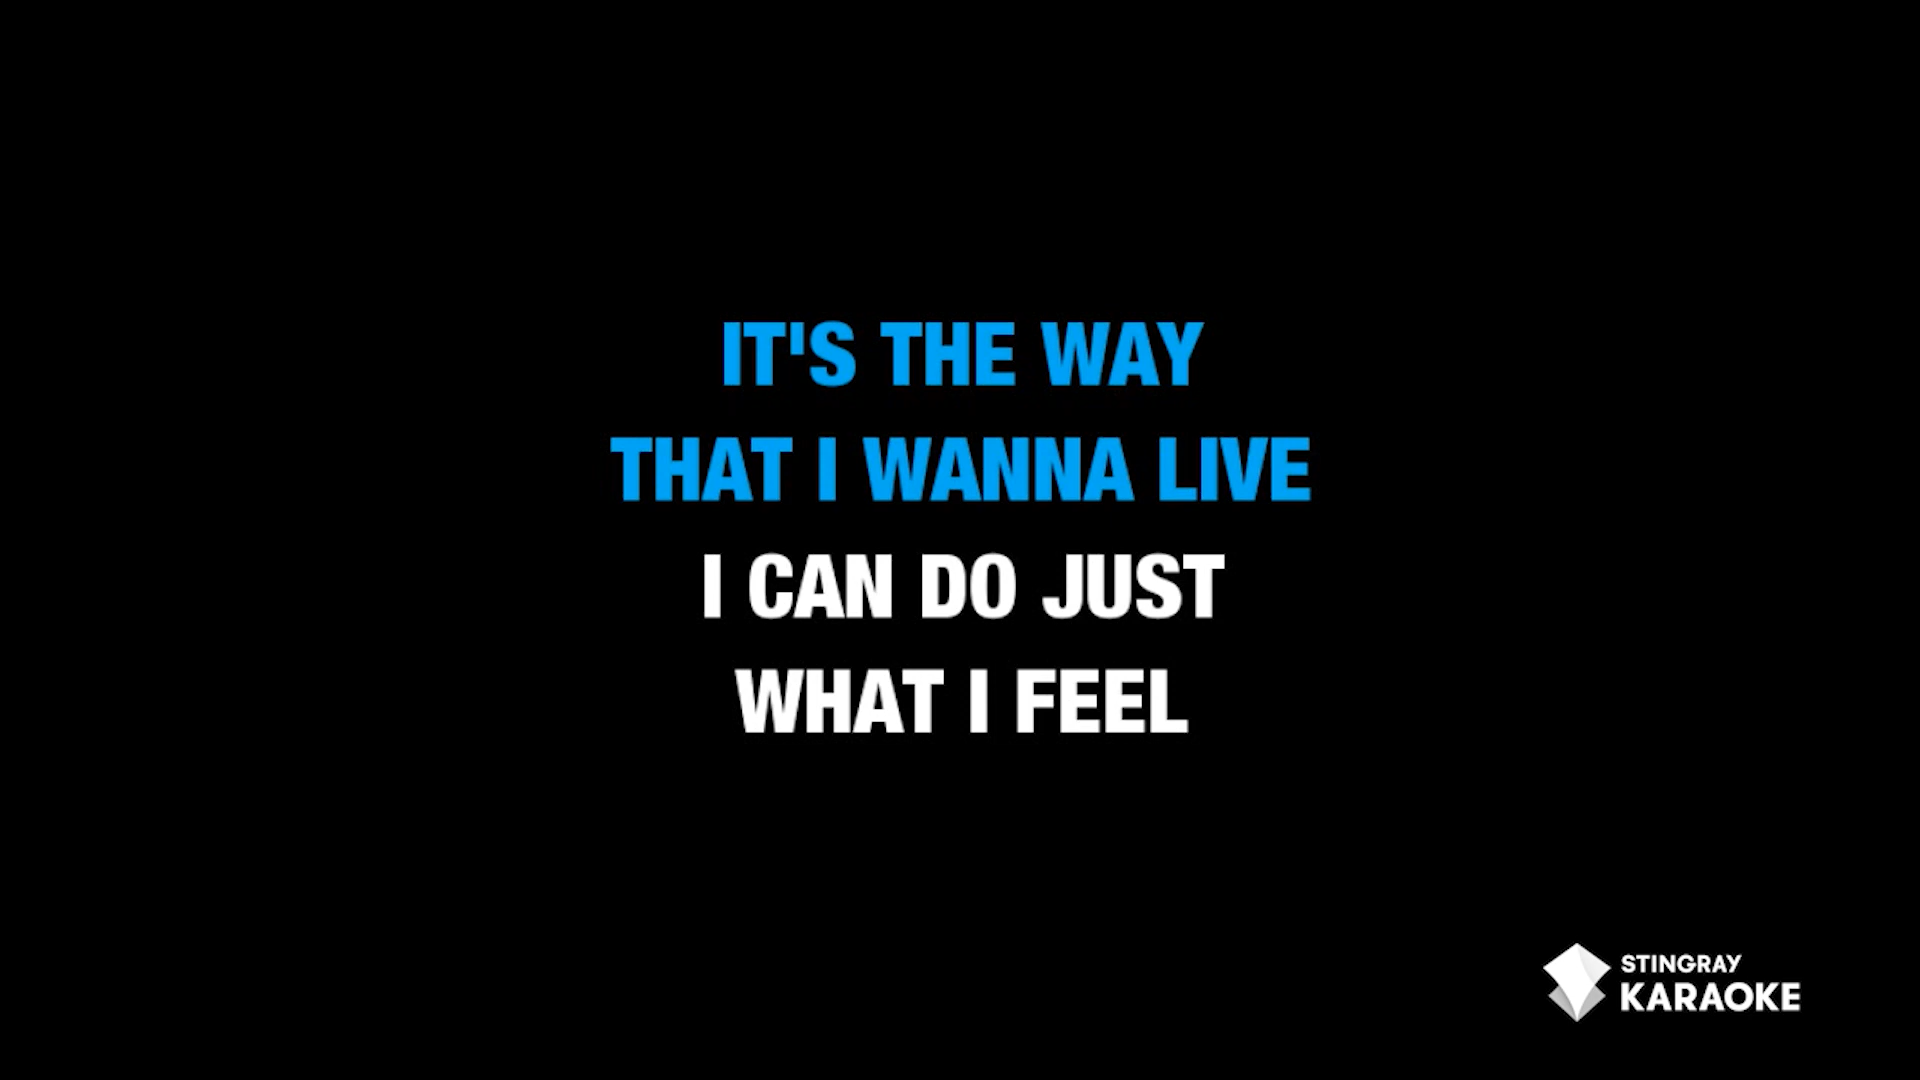 IT'S THE WAY
THAT I WANNA LIVE
I CAN DO JUST
WHAT I FEEL
STINGRAY
KARAOKE